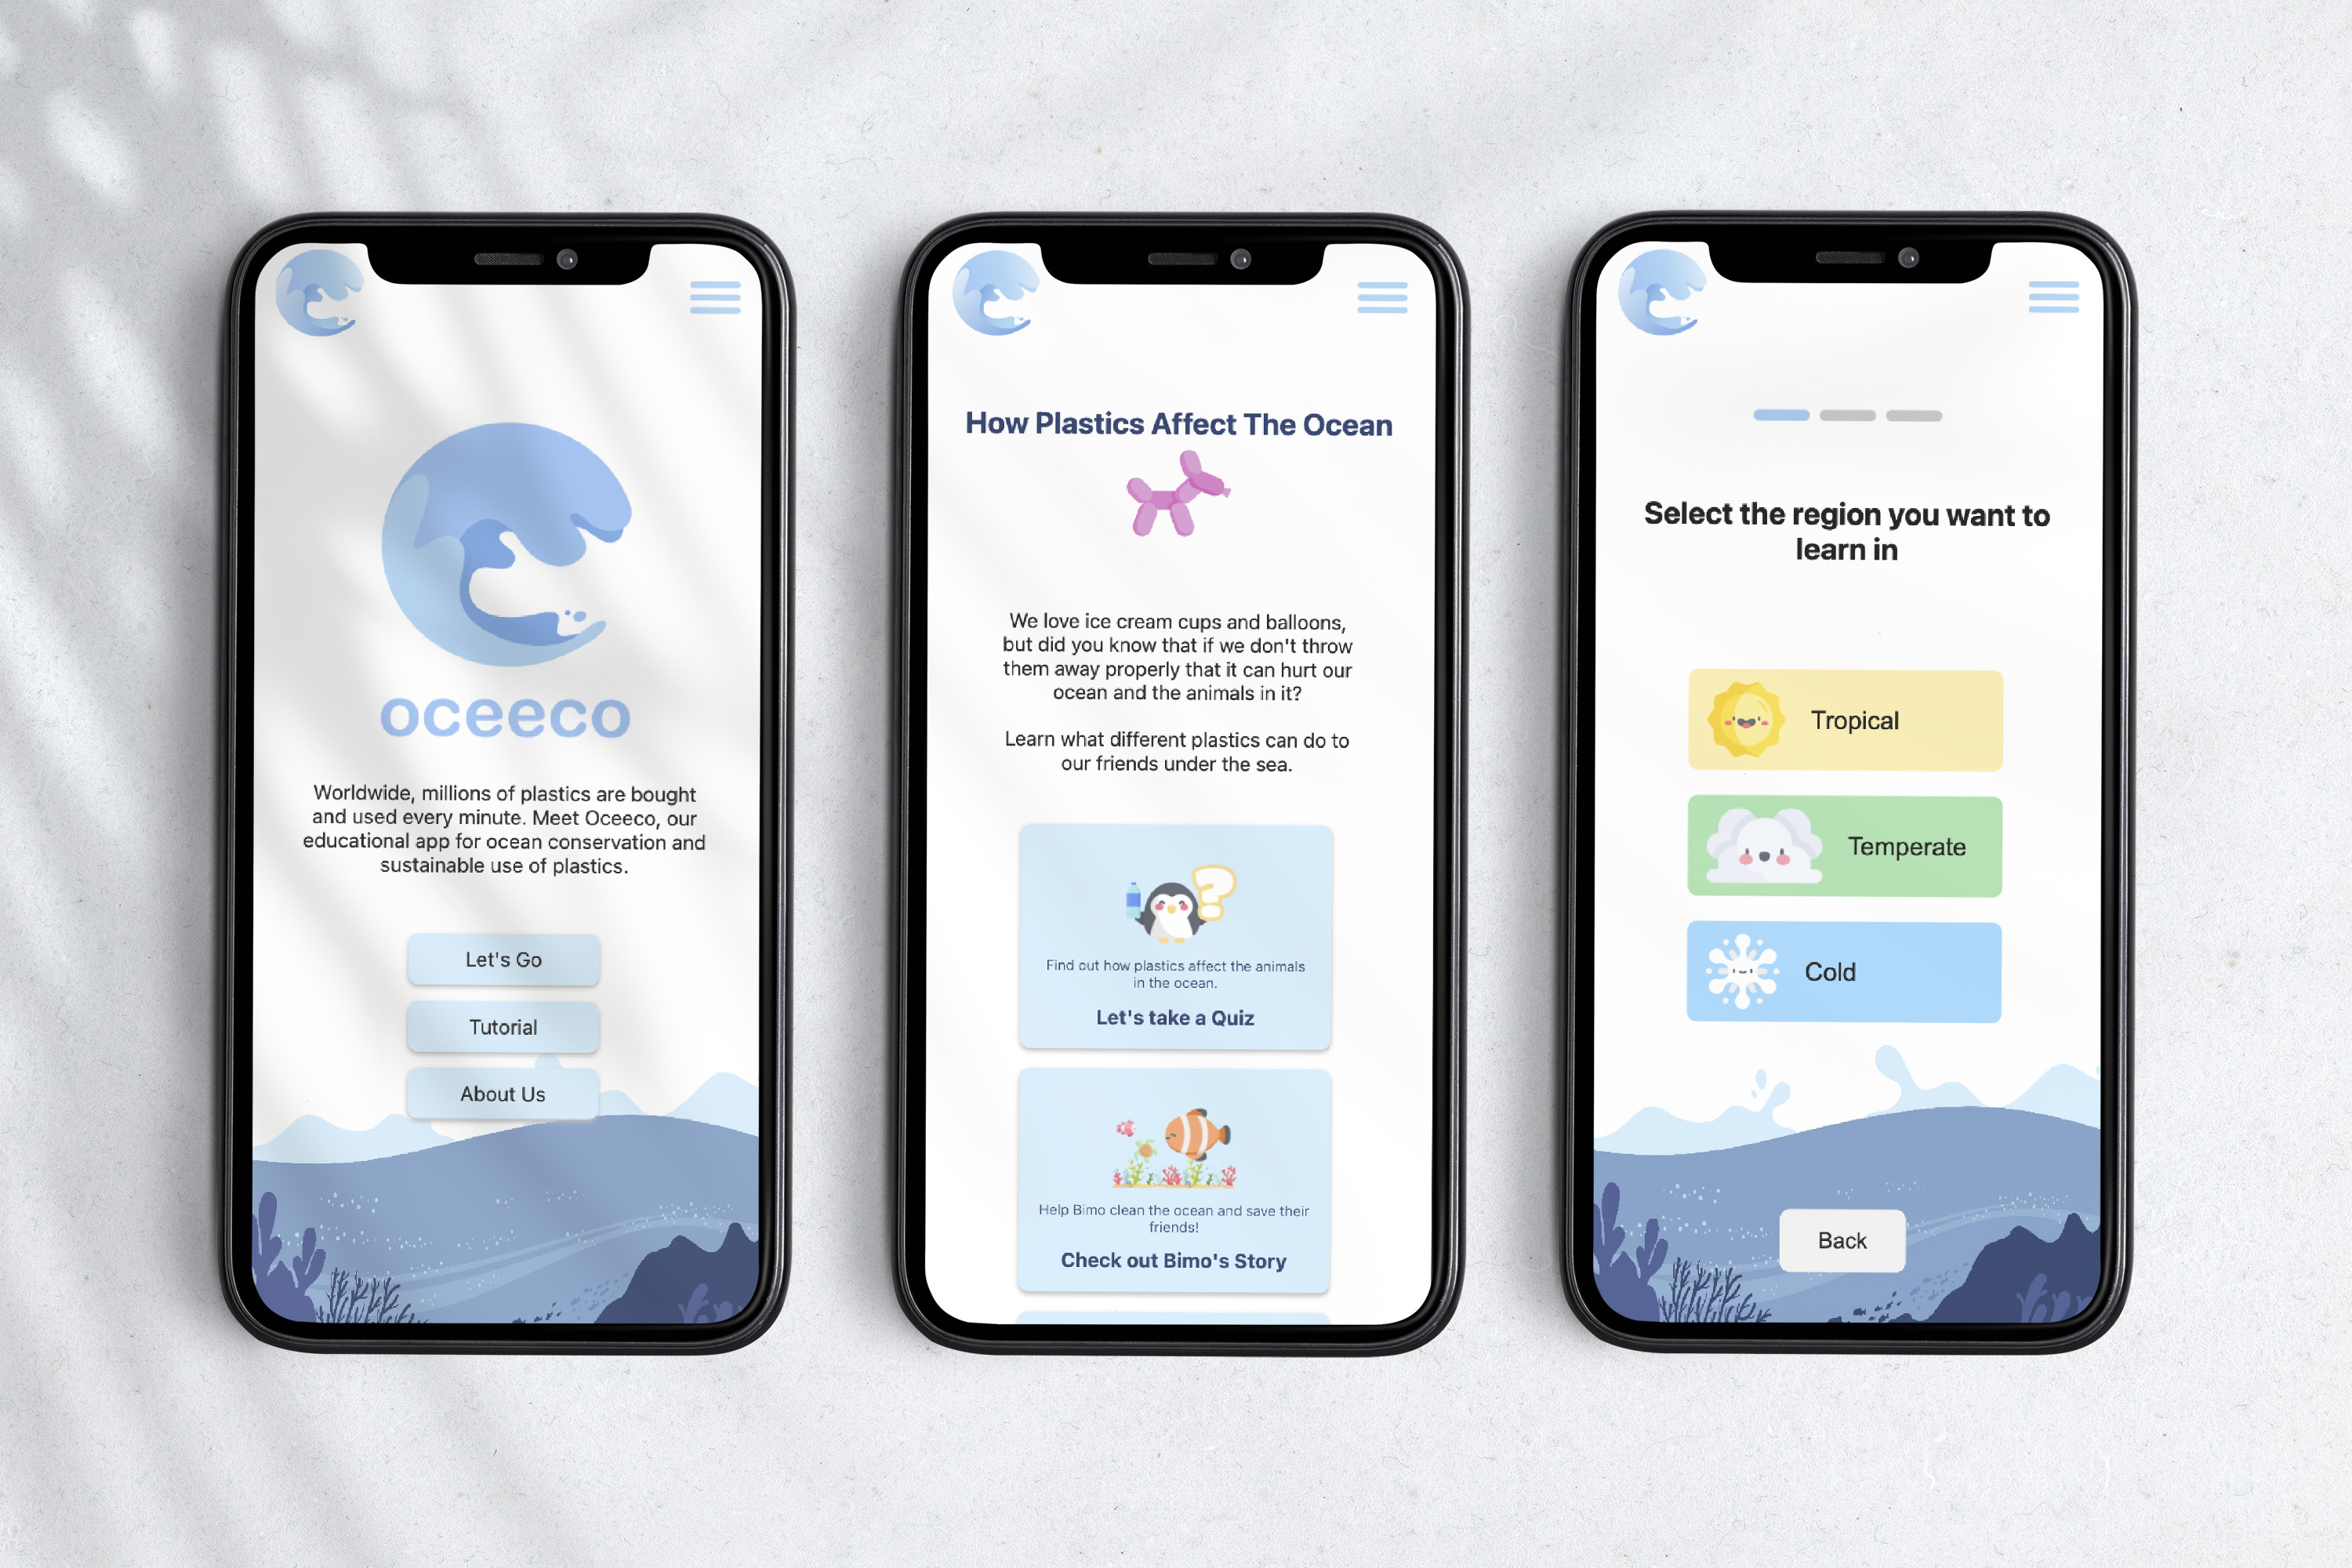 oceeco
Worldwide, millions of plastics are bought
and used every minute. Meet Oceeco, our
educational app for ocean conservation and
sustainable use of plastics.
Let's Go
Tutorial
About Us
How Plastics Affect The Ocean
We love ice cream cups and balloons,
but did you know that if we don't throw
them away properly that it can hurt our
ocean and the animals in it?
Learn what different plastics can do to
our friends under the sea.
?
Find out how plastics affect the animals
in the ocean.
Let's take a Quiz
Help Bimo clean the ocean and save their
friends!
Check out Bimo's Story
Select the region you want to
learn in
Tropical
Temperate
Cold
Back